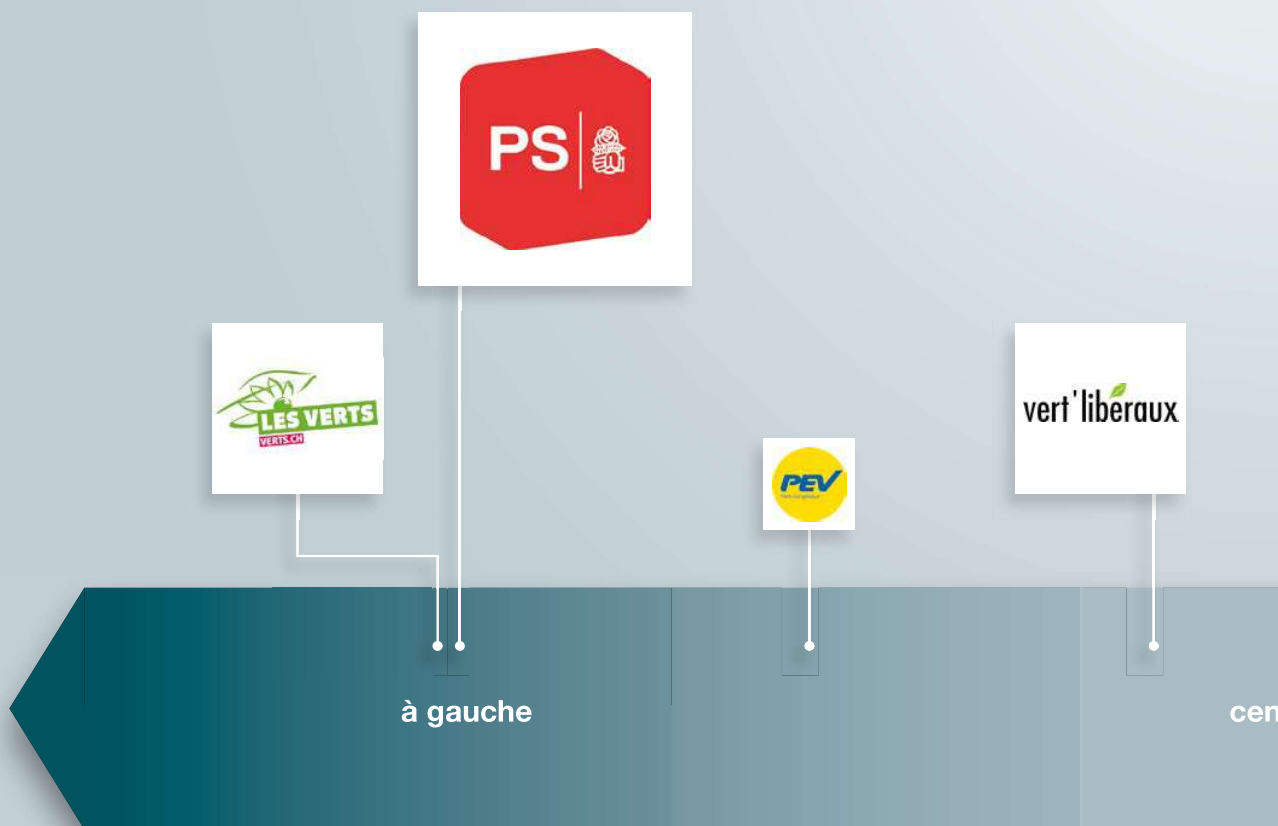 PS
LES VERTS
VERTS.CH
PEV
vert'libéraux
à gauche
cen